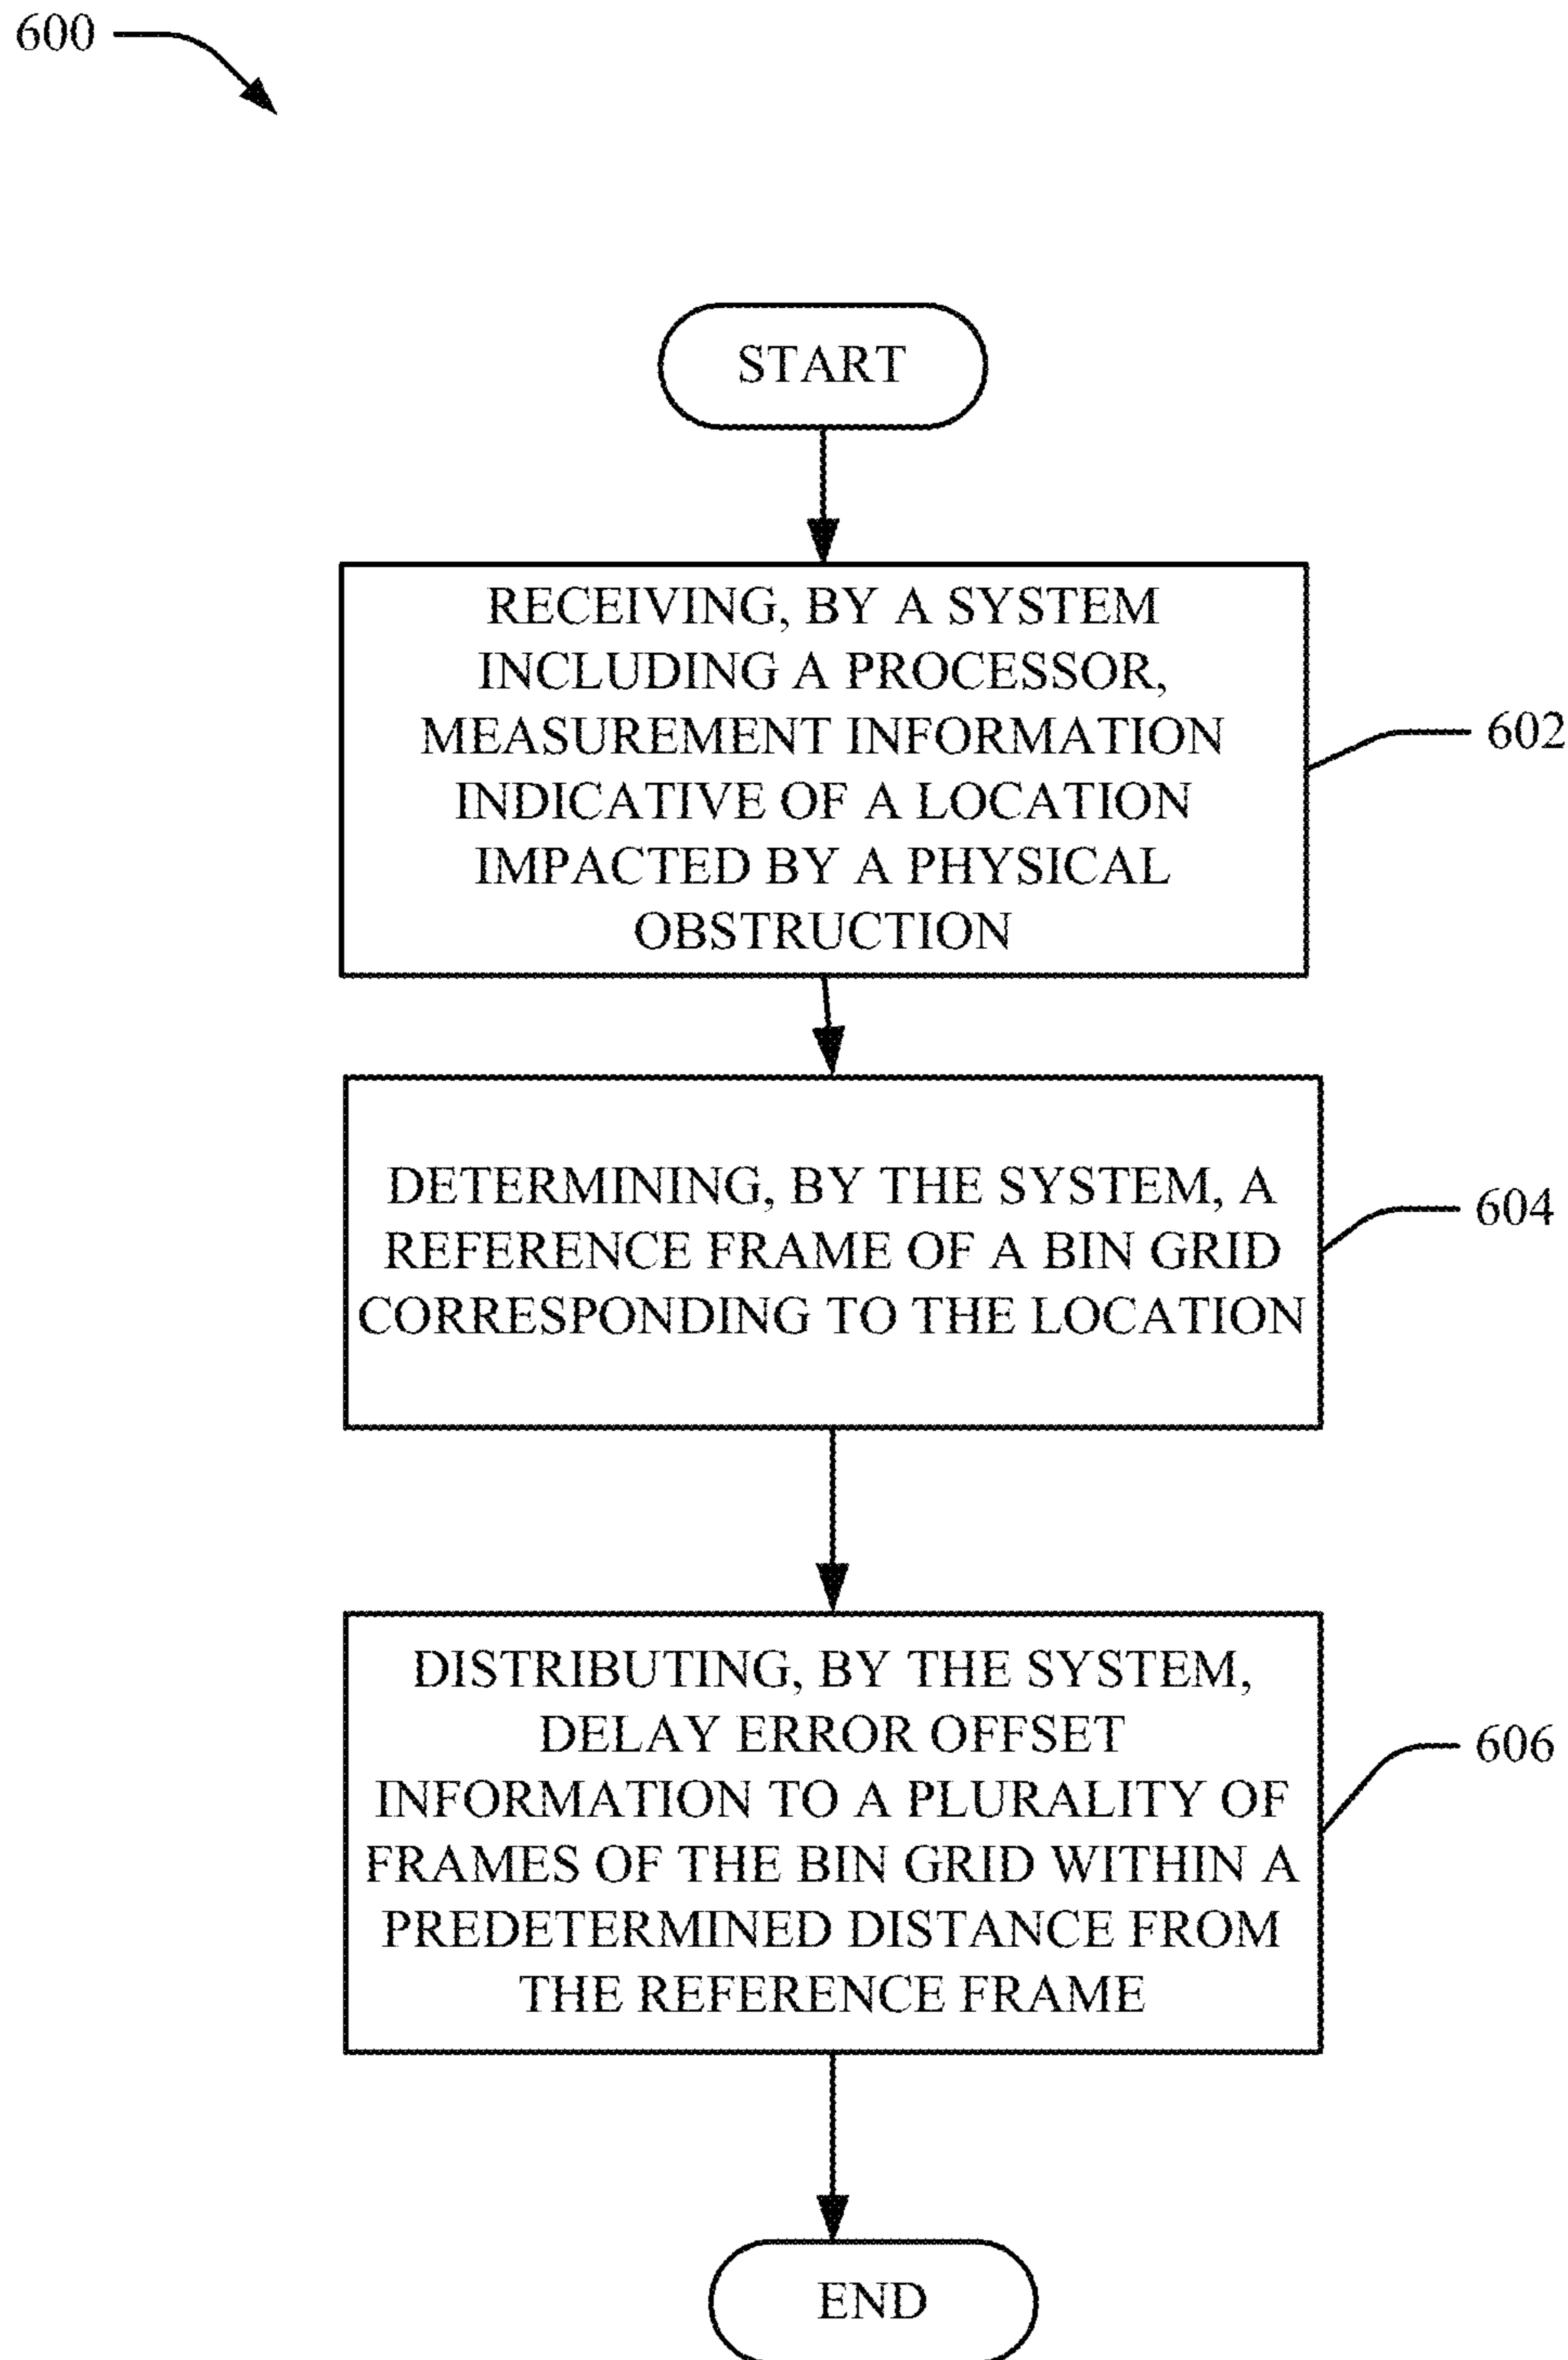 600
START
RECEIVING, BY A SYSTEM
INCLUDING A PROCESSOR,
MEASUREMENT INFORMATION
INDICATIVE OF A LOCATION
IMPACTED BY A PHYSICAL
OBSTRUCTION
602
DETERMINING, BY THE SYSTEM, A
REFERENCE FRAME OF A BIN GRID
CORRESPONDING TO THE LOCATION
604
DISTRIBUTING, BY THE SYSTEM,
DELAY ERROR OFFSET
INFORMATION TO A PLURALITY OF
FRAMES OF THE BIN GRID WITHIN A
PREDETERMINED DISTANCE FROM
THE REFERENCE FRAME
606
END